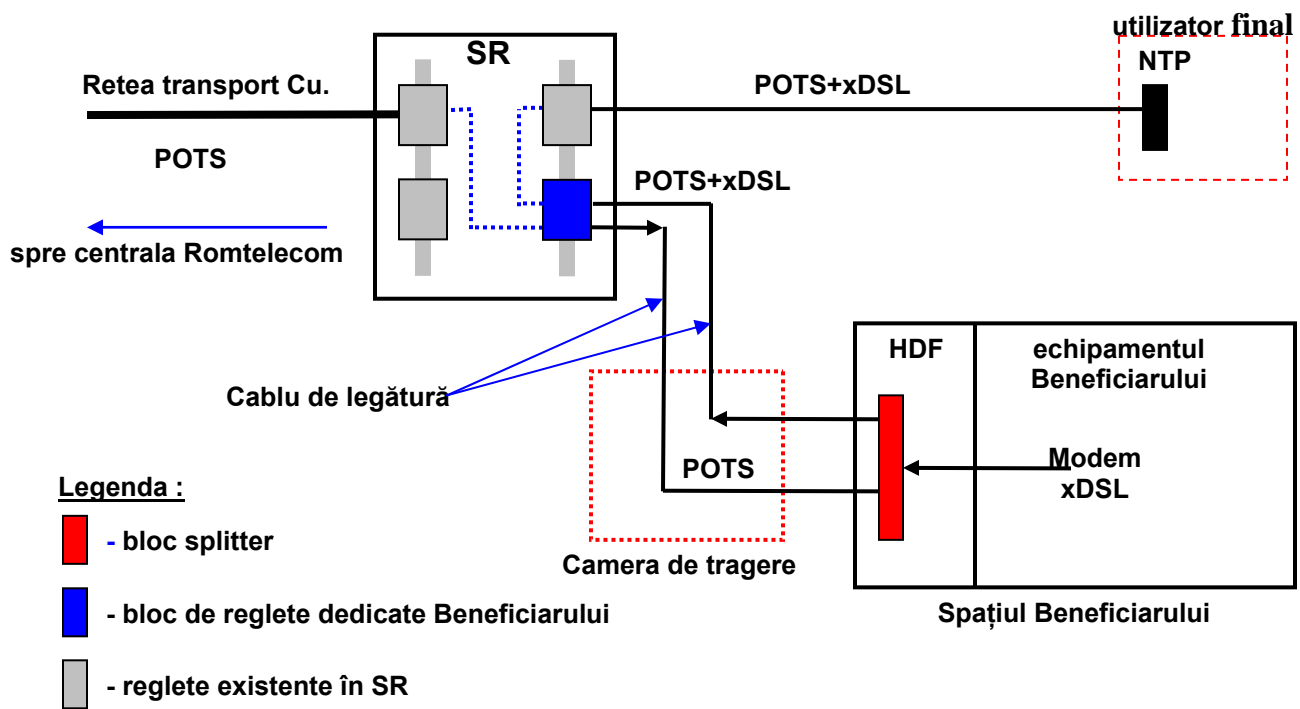 utilizator final
SR
NTP
Retea transport Cu.
POTS+xDSL
POTS
POTS+xDSL
spre centrala Romtelecom
HDF
echipamentul
Beneficiarului
Cablu de legătură
POTS
Modem
xDSL
Legenda :
- bloc splitter
Camera de tragere
- bloc de reglete dedicate Beneficiarului
Spațiul Beneficiarului
- reglete existente în SR